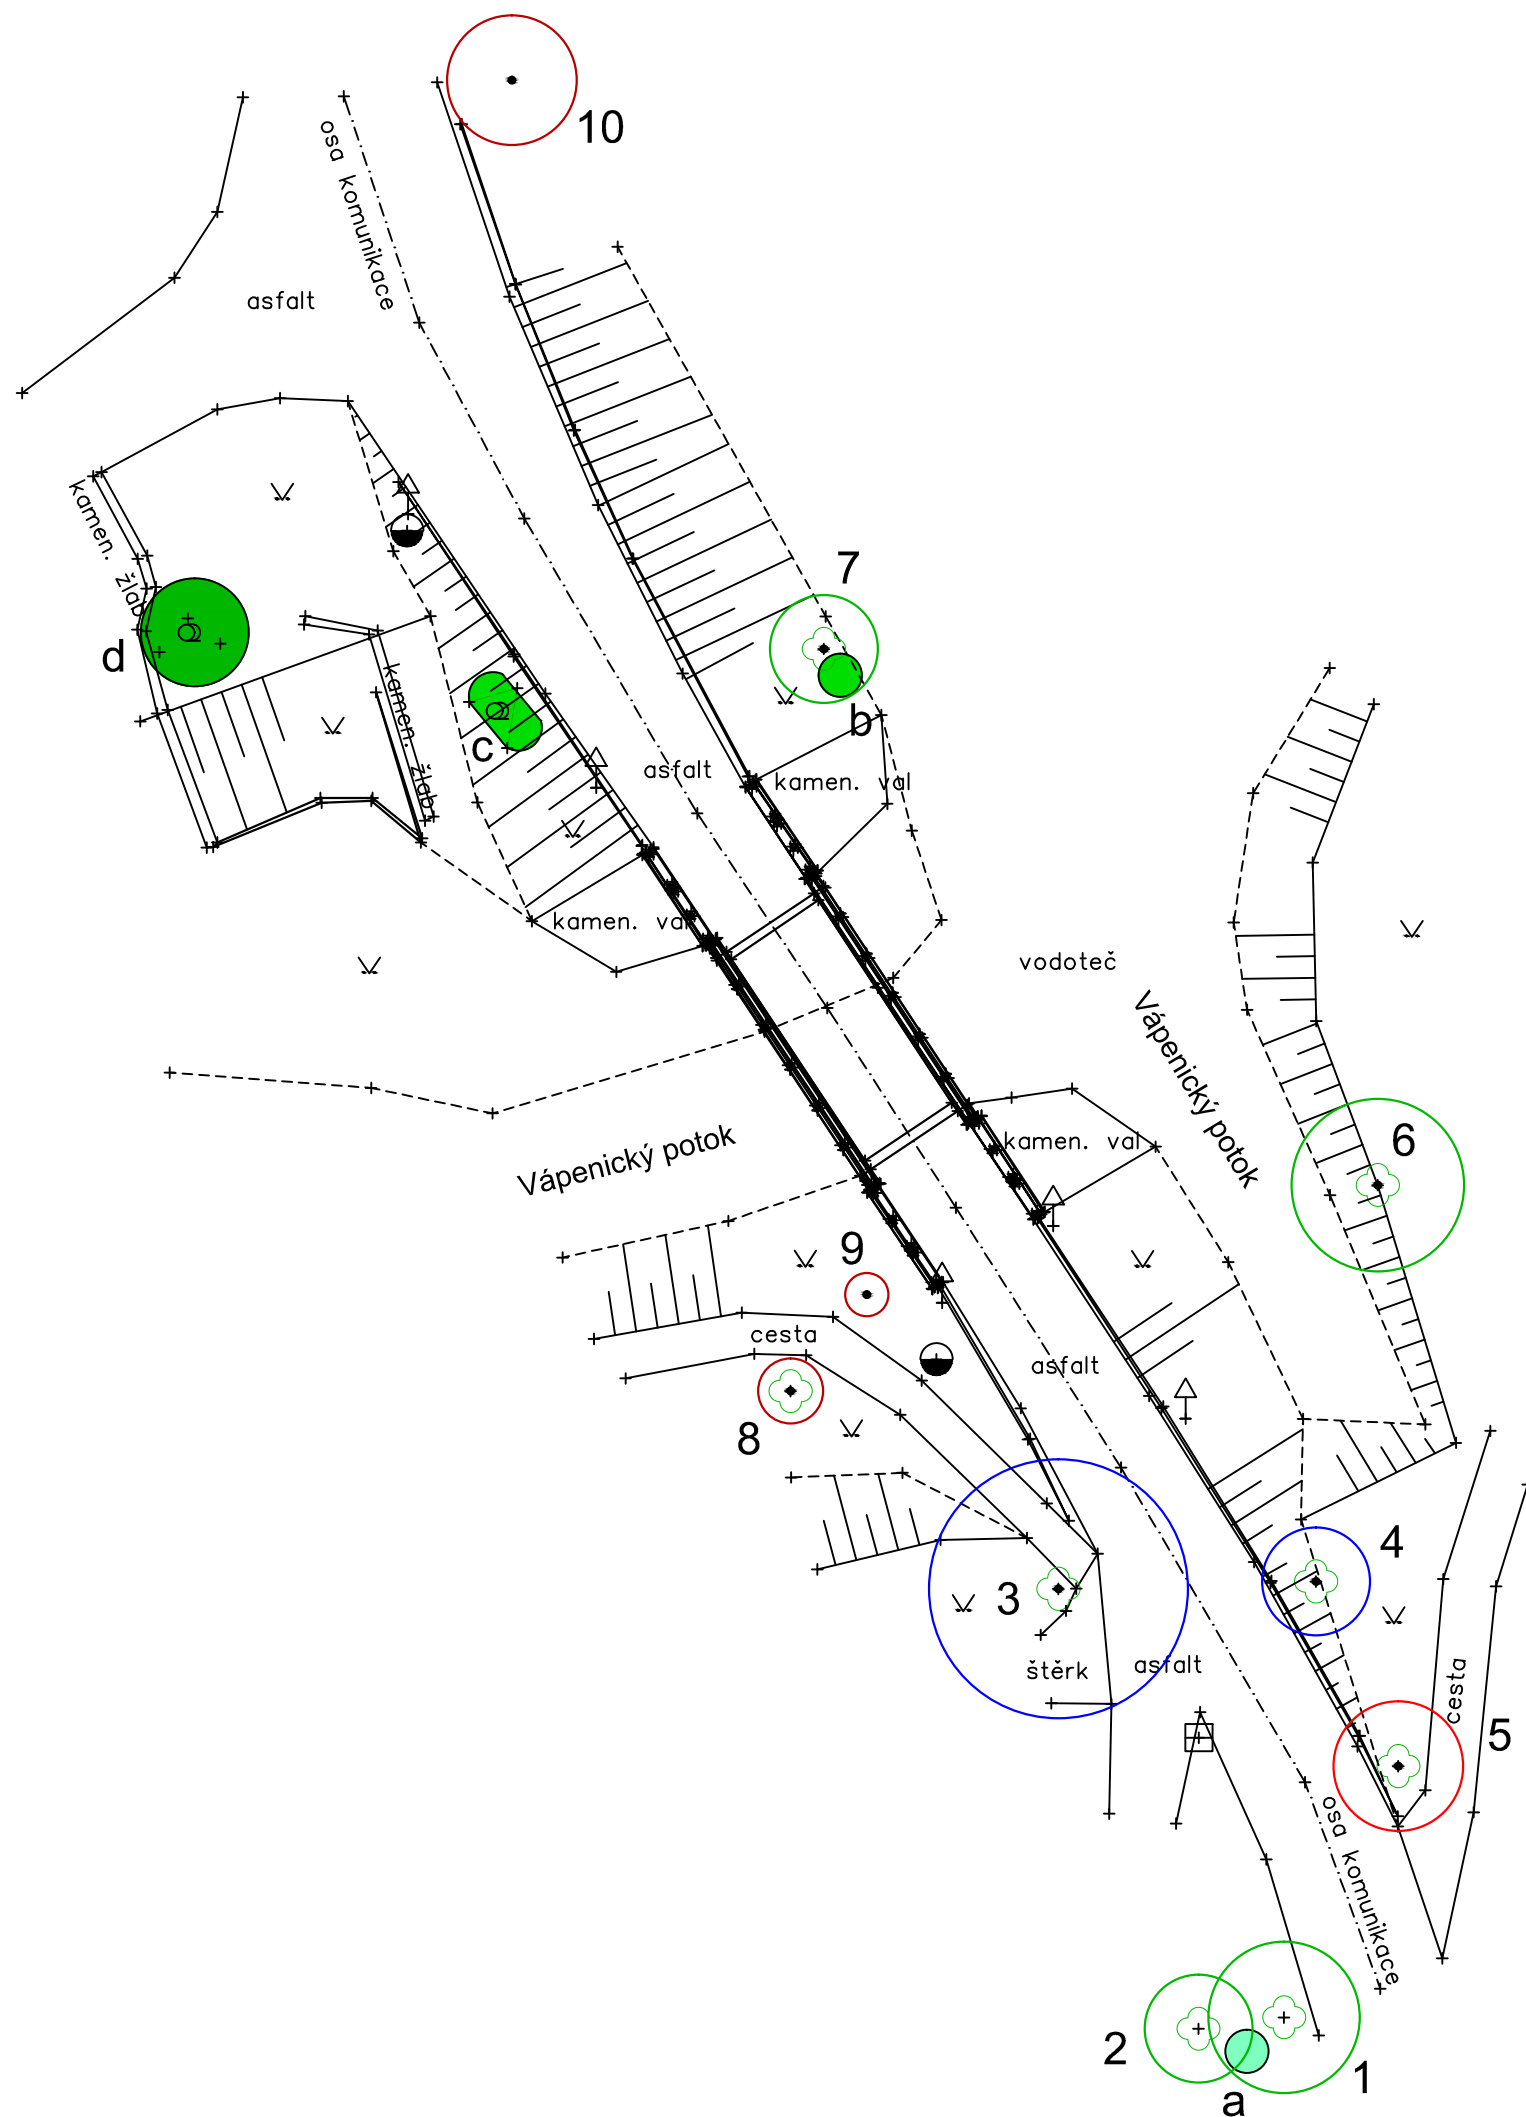 10
osa komunikace
asfalt
kamen. žlab
7
d
kamen. žlab
b
c
asfalt
kamen. val
kamen. val
vodoteč
Vápenický potok
Vápenický potok
kamen. val
6
9
cesta
asfalt
8
4
3
štěrk
asfalt
cesta
5
osa komunikace
2
1
a